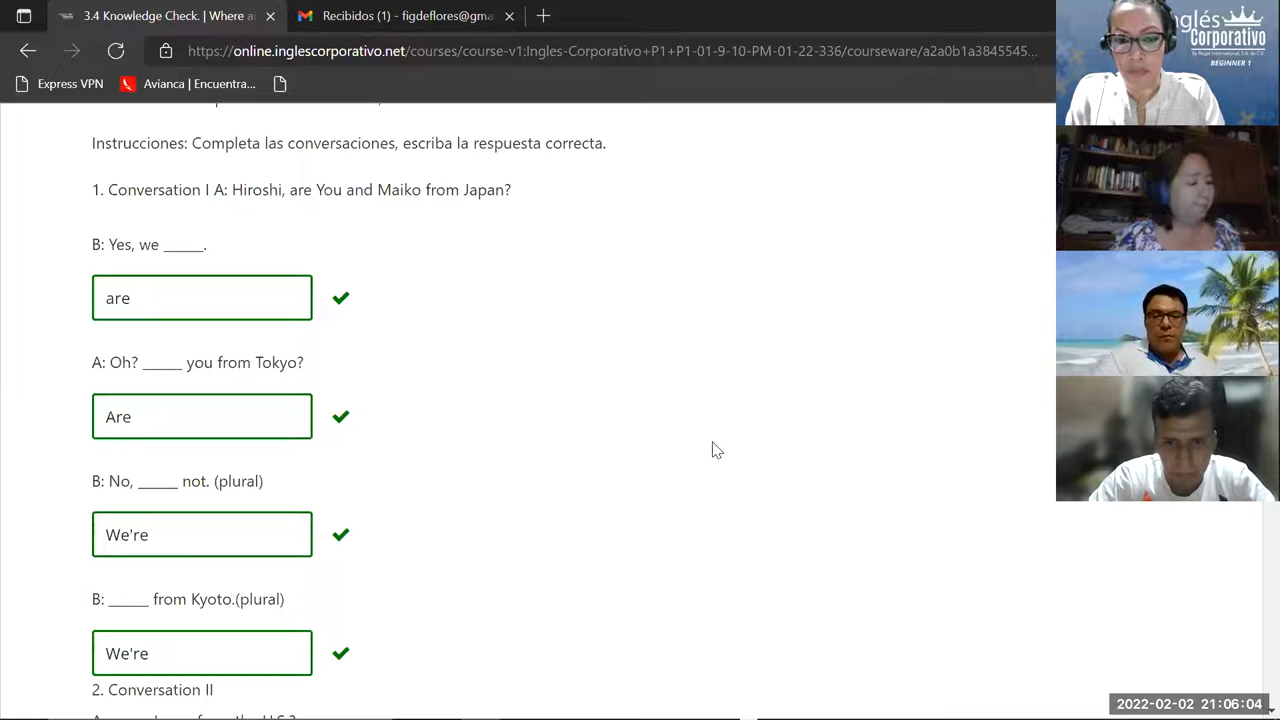 3.4 Knowledge Check. | Where a
Recibidos (1) - figdeflores@gma
https://online.inglescorporativo.net/courses/course-v1:Ingles-Corporativo+P1+P1-01-9-10-PM-01-22.336/courseware/a2a0b18a345545...
Express VPN
Avianca | Encuentra...
Instrucciones: Completa las conversaciones, escriba la respuesta correcta.
1. Conversation I A: Hiroshi, are You and Maiko from Japan?
B: Yes, we _____.
are
A: Oh? _____ you from Tokyo?
Are
B: No, _____ not. (plural)
We're
B: _____ from Kyoto.(plural)
We're
2. Conversation II
nglés
Corporativo
BEGINNER 1
2022-02-02 21:06:04